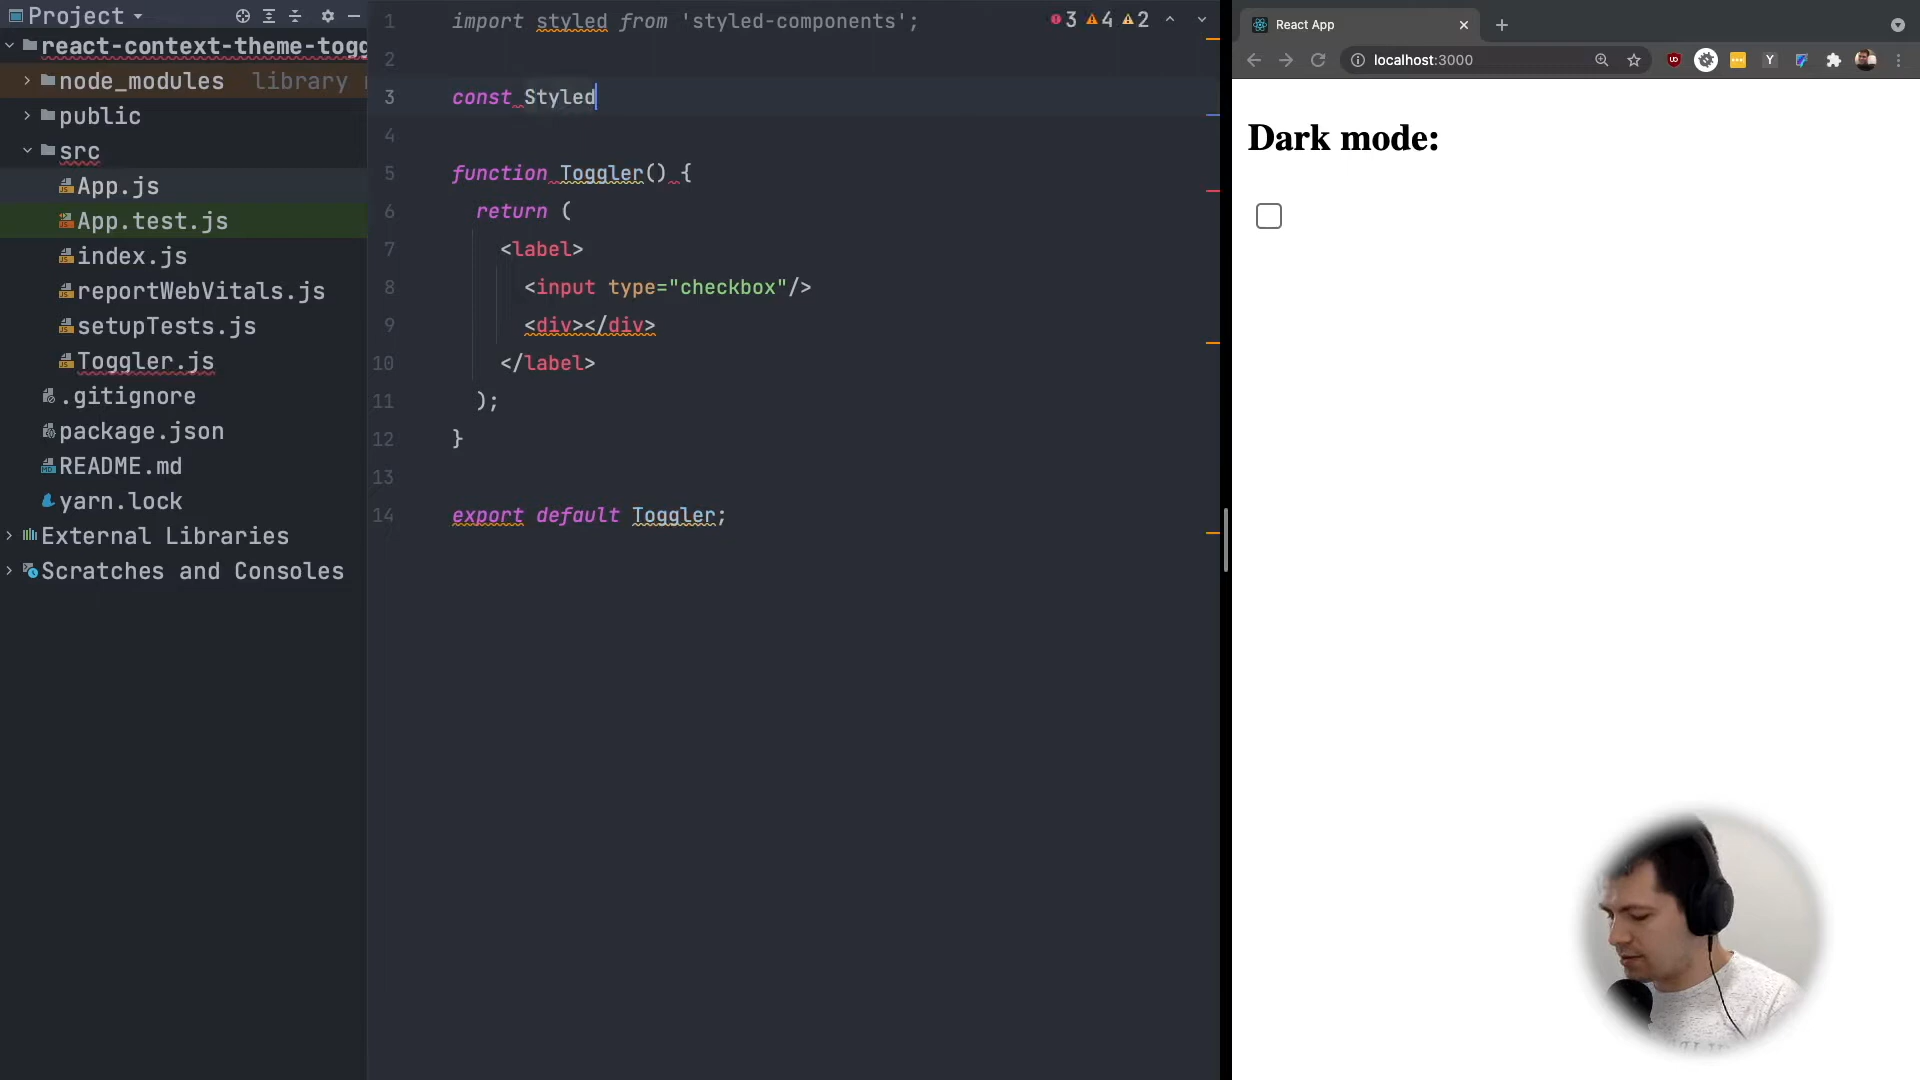 Project
react-context-theme-togg
node_modules library r
public
src
App.js
App.test.js
index.js
reportWebVitals.js
setupTests.js
Toggler.js
.gitignore
package.json
README.md
yarn.lock
External Libraries
Scratches and Consoles
3 4 2
1 import styled from 'styled-components';
2
3 const Styled
4
5 function Toggler() {
6 return (
7 <label>
8 <input type="checkbox"/>
9 <div></div>
10 </label>
11 );
12 }
13
14 export default Toggler;
React App
localhost:3000
Dark mode: